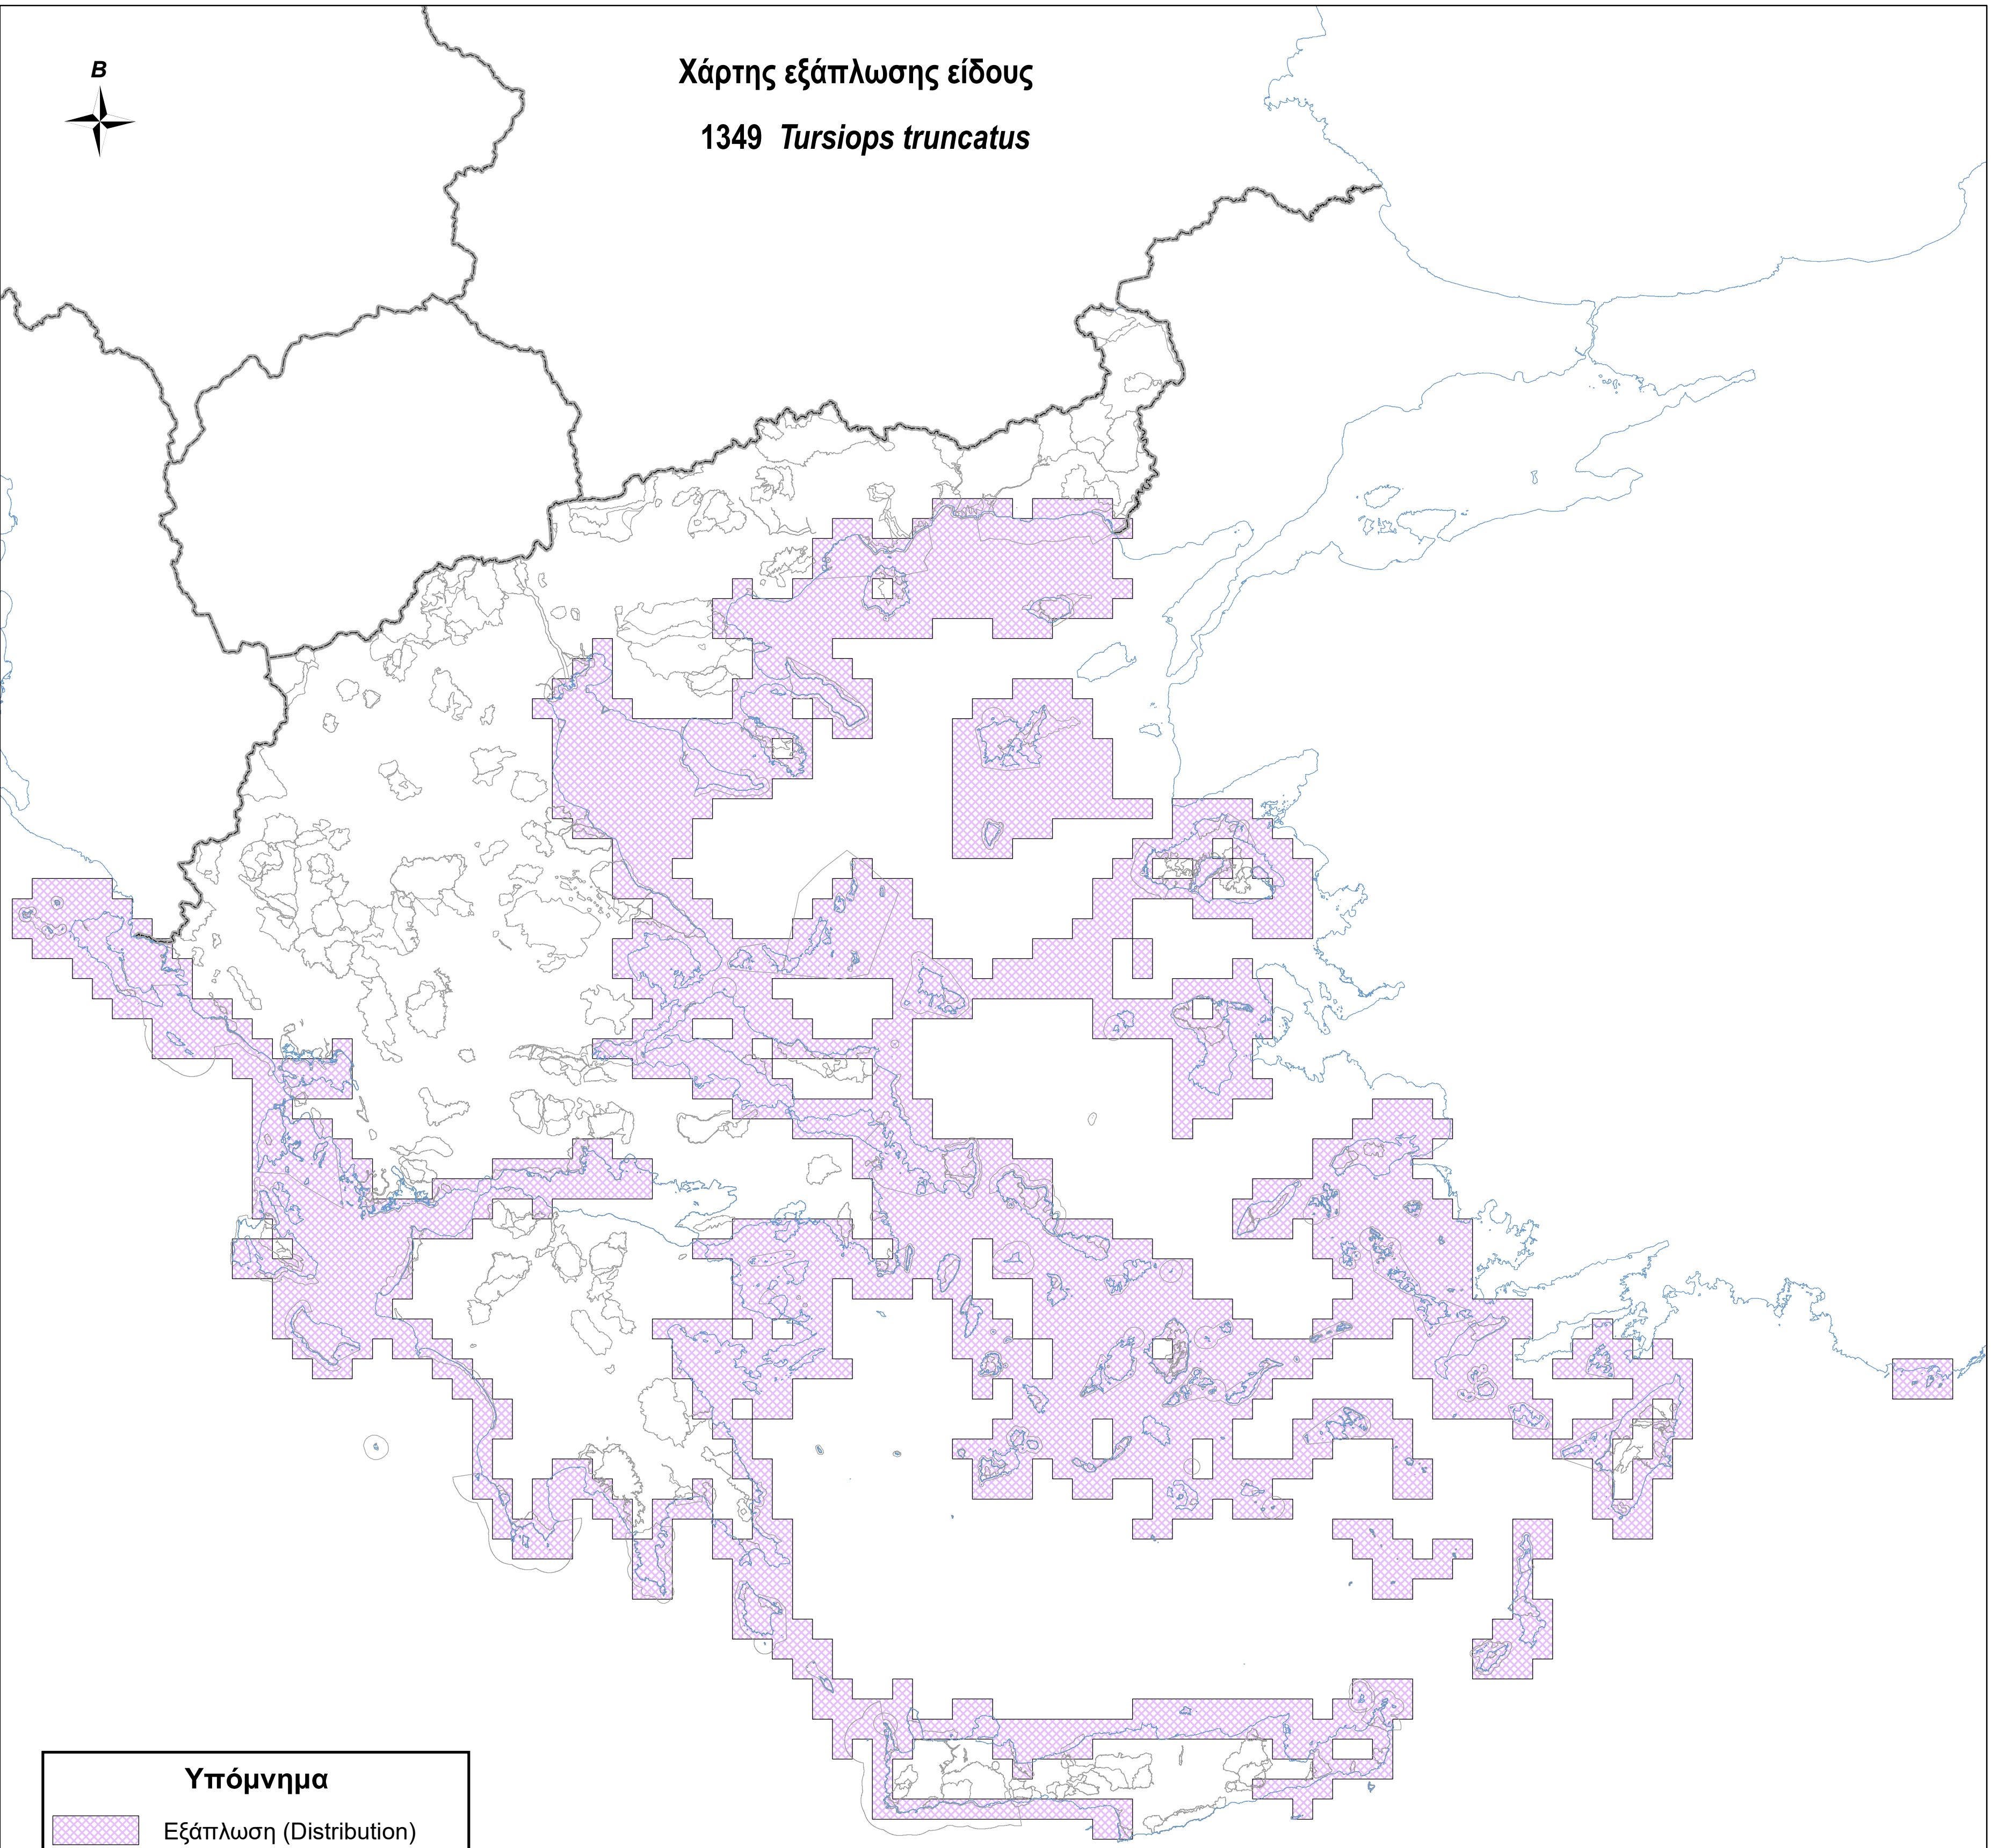 Β
Χάρτης εξάπλωσης είδους
1349 Tursiops truncatus
Υπόμνημα
Εξάπλωση (Distribution)